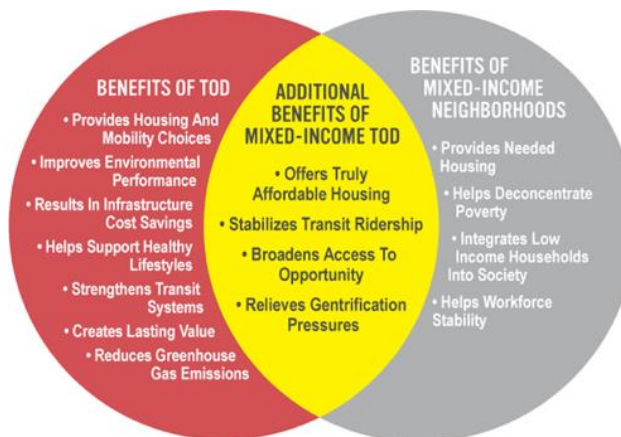 BENEFITS OF TOD
• Provides Housing And
Mobility Choices
• Improves Environmental
Performance
• Results In Infrastructure
Cost Savings
• Helps Support Healthy
Lifestyles
• Strengthens Transit
Systems
• Creates Lasting Value
• Reduces Greenhouse
Gas Emissions
ADDITIONAL
BENEFITS OF
MIXED-INCOME TOD
• Offers Truly
Affordable Housing
• Stabilizes Transit Ridership
• Broadens Access To
Opportunity
• Relieves Gentrification
Pressures
BENEFITS OF
MIXED-INCOME
NEIGHBORHOODS
• Provides Needed
Housing
• Helps Deconcentrate
Poverty
• Integrates Low
Income Households
Into Society
• Helps Workforce
Stability